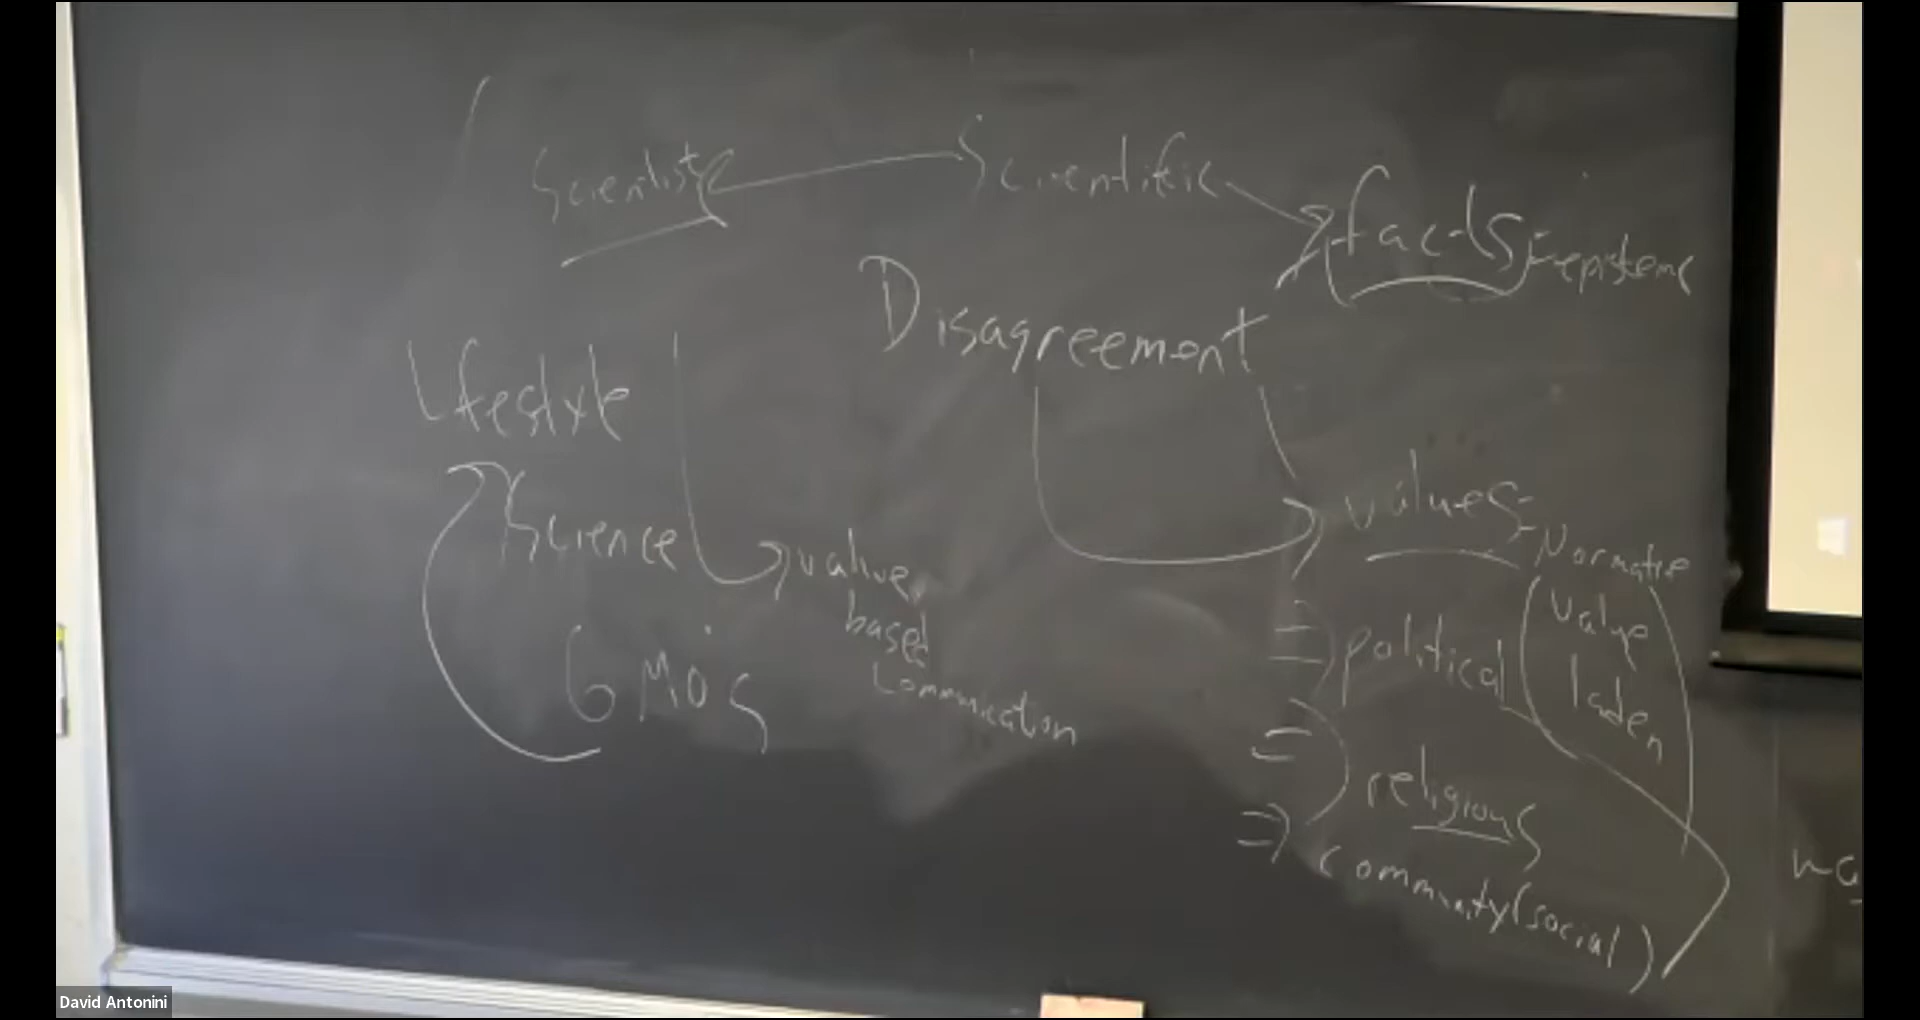 Scientists
Scientific
facts = epistemic
Disagreement
Lifestyle
Science
values = Normative
value
laden
value
based
communication
GMOS
⇒ political
⇒ religious
⇒ community (social)
David Antonini